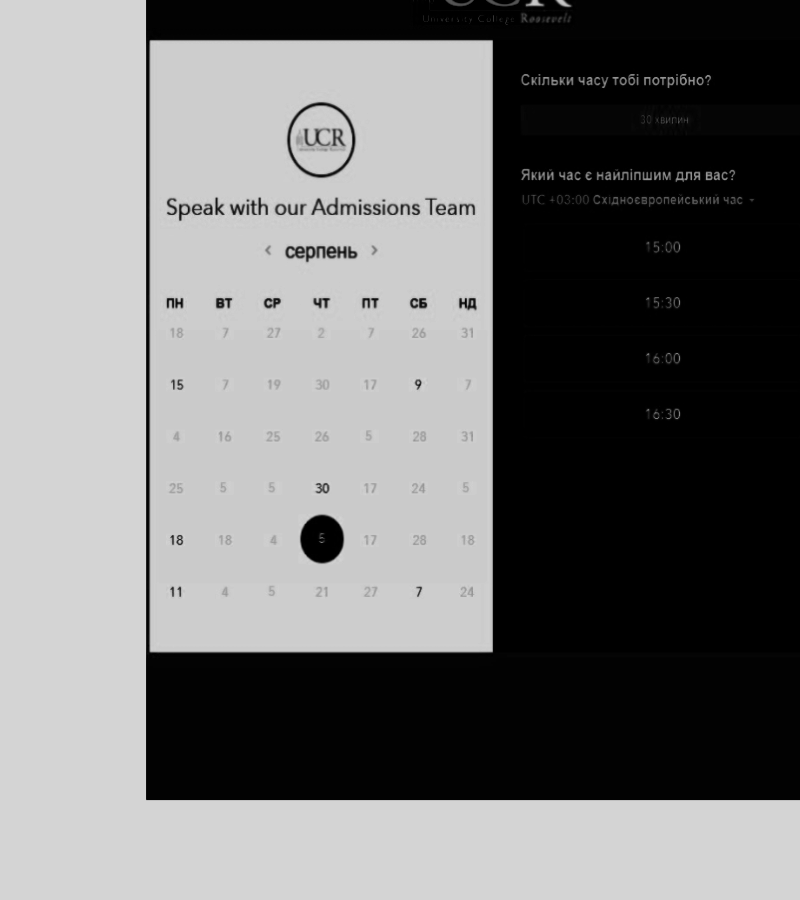 UCR
University College Roosevelt
UCR
Speak with our Admissions Team
< серпень >
ПН ВТ СР ЧТ ПТ СБ НД
18 7 27 2 7 26 31
15 7 19 30 17 9 7
4 16 25 26 5 28 31
25 5 5 30 17 24 5
18 18 4 5 17 28 18
11 4 5 21 27 7 24
Скільки часу тобі потрібно?
30 хвилин
Який час є найліпшим для вас?
UTC +03:00 Східноєвропейський час
15:00
15:30
16:00
16:30